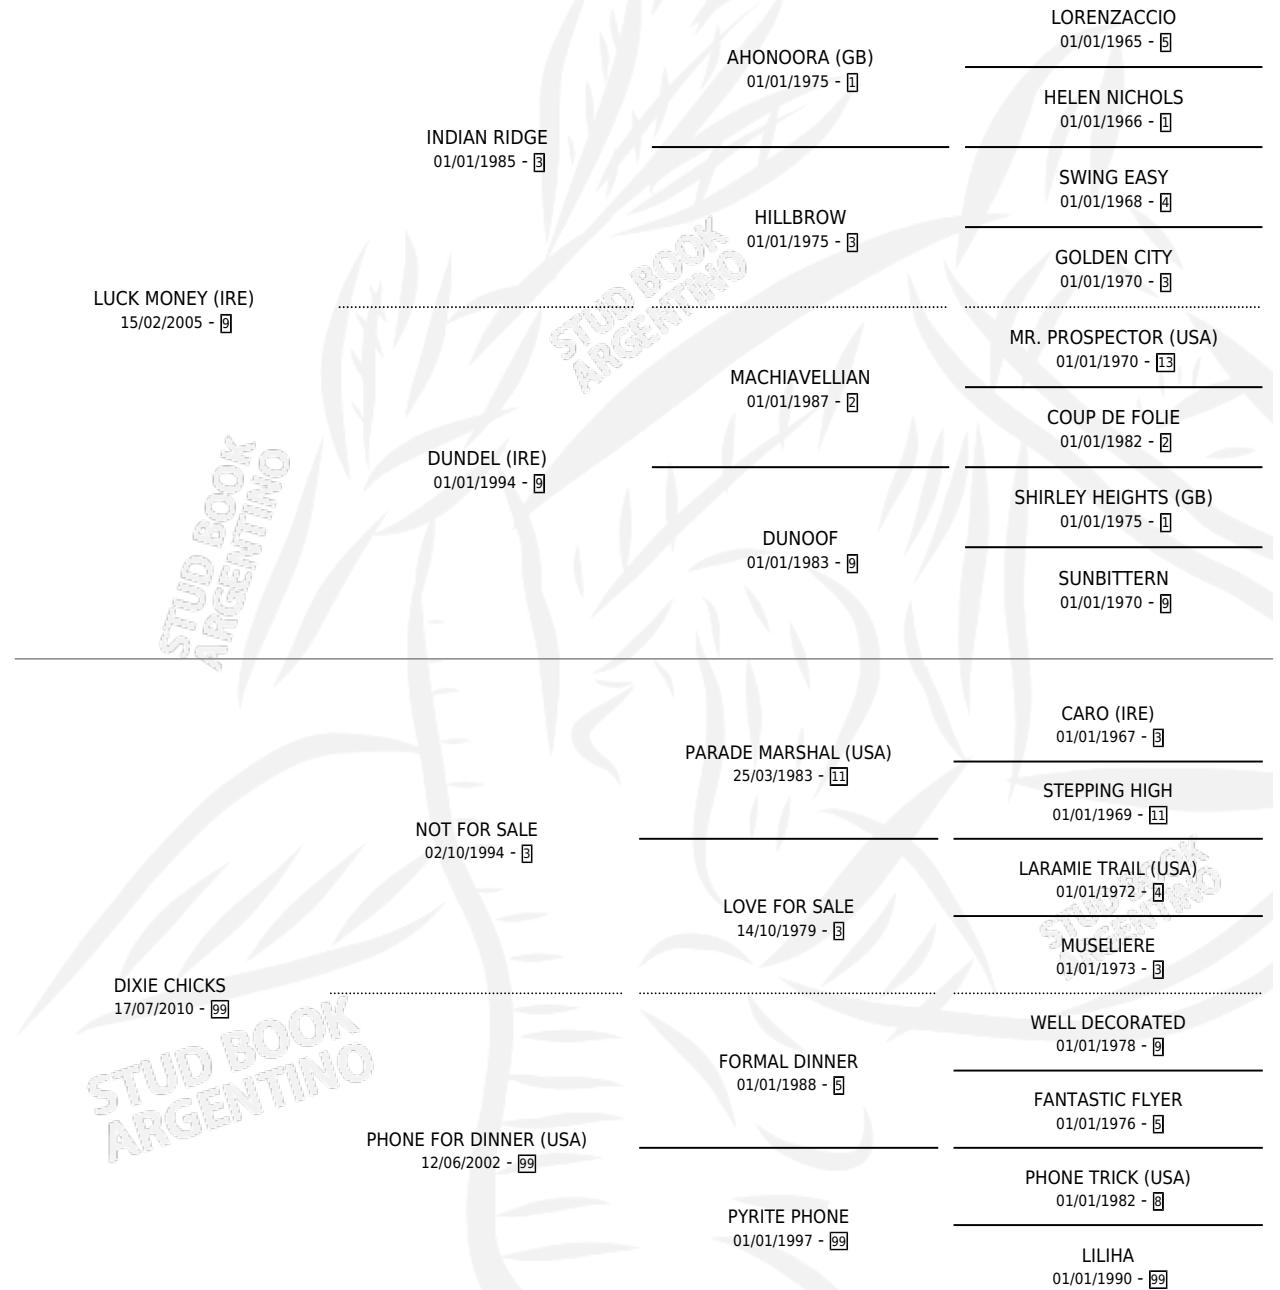 LORENZACCIO
01/01/1965 - 5
AHONOORA (GB)
01/01/1975 - 1
HELEN NICHOLS
01/01/1966 - 1
INDIAN RIDGE
01/01/1985 - 3
SWING EASY
01/01/1968 - 4
HILLBROW
01/01/1975 - 3
GOLDEN CITY
01/01/1970 - 3
LUCK MONEY (IRE)
15/02/2005 - 9
MR. PROSPECTOR (USA)
01/01/1970 - 13
MACHIAVELLIAN
01/01/1987 - 2
COUP DE FOLIE
01/01/1982 - 2
DUNDEL (IRE)
01/01/1994 - 9
SHIRLEY HEIGHTS (GB)
01/01/1975 - 1
DUNOOF
01/01/1983 - 9
SUNBITTERN
01/01/1970 - 9
CARO (IRE)
01/01/1967 - 3
PARADE MARSHAL (USA)
25/03/1983 - 11
STEPPING HIGH
01/01/1969 - 11
NOT FOR SALE
02/10/1994 - 3
LARAMIE TRAIL (USA)
01/01/1972 - 4
LOVE FOR SALE
14/10/1979 - 3
MUSELIERE
01/01/1973 - 3
DIXIE CHICKS
17/07/2010 - 99
WELL DECORATED
01/01/1978 - 9
FORMAL DINNER
01/01/1988 - 5
FANTASTIC FLYER
01/01/1976 - 5
PHONE FOR DINNER (USA)
12/06/2002 - 99
PHONE TRICK (USA)
01/01/1982 - 8
PYRITE PHONE
01/01/1997 - 99
LILIHA
01/01/1990 - 99
STUD BOOK
ARGENTINO
STUD BOOK
ARGENTINO
STUD BOOK
ARGENTINO
STUD BOOK
ARGENTINO